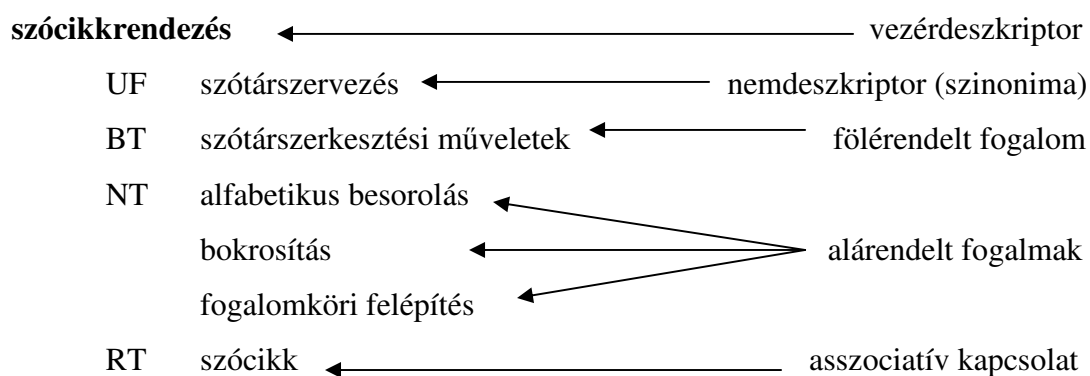 szócikkrendezés vezérdeszkriptor
UF szótárszervezés nemdeszkriptor (szinonima)
BT szótárszerkesztési műveletek fölérendelt fogalom
NT alfabetikus besorolás
bokrosítás alárendelt fogalmak
fogalomköri felépítés
RT szócikk asszociatív kapcsolat